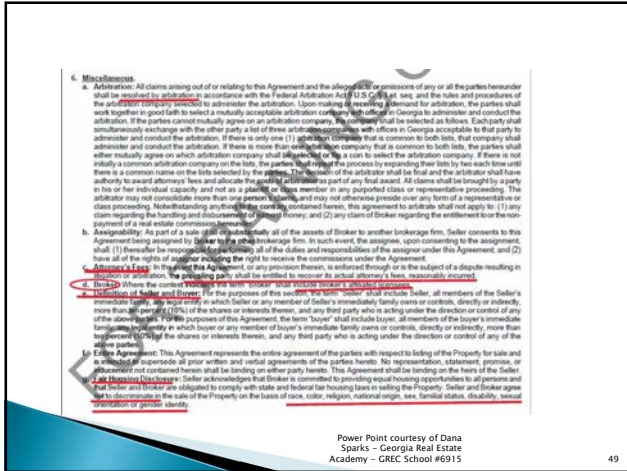 6. Miscellaneous.
a. Arbitration: All claims arising out of or relating to this Agreement and the alleged acts or omissions of any or all the parties hereunder
shall be resolved by arbitration in accordance with the Federal Arbitration Act 9 U.S.C. § 1 et. seq. and the rules and procedures of
the arbitration company selected to administer the arbitration. Upon making or receiving a demand for arbitration, the parties shall
work together in good faith to select a mutually acceptable arbitration company with offices in Georgia to administer and conduct the
arbitration. If the parties cannot mutually agree on an arbitration company, the company shall be selected as follows. Each party shall
simultaneously exchange with the other party a list of three arbitration companies with offices in Georgia acceptable to that party to
administer and conduct the arbitration. If there is only one (1) arbitration company that is common to both lists, that company shall
administer and conduct the arbitration. If there is more than one arbitration company that is common to both lists, the parties shall
either mutually agree on which arbitration company shall be selected or flip a coin to select the arbitration company. If there is not
initially a common arbitration company on the lists, the parties shall repeat the process by expanding their lists by two each time until
there is a common name on the lists selected by the parties. The decision of the arbitrator shall be final and the arbitrator shall have
authority to award attorneys' fees and allocate the costs of arbitration as part of any final award. All claims shall be brought by a party
in his or her individual capacity and not as a plaintiff or class member in any purported class or representative proceeding. The
arbitrator may not consolidate more than one person's claims, and may not otherwise preside over any form of a representative or
class proceeding. Notwithstanding anything to the contrary contained herein, this agreement to arbitrate shall not apply to: (1) any
claim regarding the handling and disbursement of earnest money; and (2) any claim of Broker regarding the entitlement to or the non-
payment of a real estate commission hereunder.
b. Assignability: As part of a sale of all or substantially all of the assets of Broker to another brokerage firm, Seller consents to this
Agreement being assigned by Broker to the other brokerage firm. In such event, the assignee, upon consenting to the assignment,
shall: (1) thereafter be responsible for performing all of the duties and responsibilities of the assignor under this Agreement; and (2)
have all of the rights of assignor including the right to receive the commissions under the Agreement.
c. Attorney's Fees: In the event this Agreement, or any provision therein, is enforced through or is the subject of a dispute resulting in
litigation or arbitration, the prevailing party shall be entitled to recover its actual attorney's fees, reasonably incurred.
d. Broker: Where the context indicates the term "Broker" shall include Broker's affiliated licensees.
e. Definition of Seller and Buyer: For the purposes of this section, the term "Seller" shall include Seller, all members of the Seller's
immediate family, any legal entity in which Seller or any member of Seller's immediate family owns or controls, directly or indirectly,
more than ten percent (10%) of the shares or interests therein, and any third party who is acting under the direction or control of any
of the above parties. For the purposes of this Agreement, the term "buyer" shall include buyer, all members of the buyer's immediate
family, any legal entity in which buyer or any member of buyer's immediate family owns or controls, directly or indirectly, more than
ten percent (10%) of the shares or interests therein, and any third party who is acting under the direction or control of any of the
above parties.
f. Entire Agreement: This Agreement represents the entire agreement of the parties with respect to listing of the Property for sale and
is intended to supersede all prior written and verbal agreements of the parties hereto. No representation, statement, promise, or
inducement not contained herein shall be binding on either party hereto. This Agreement shall be binding on the heirs of the Seller.
g. Fair Housing Disclosure: Seller acknowledges that Broker is committed to providing equal housing opportunities to all persons and
that Seller and Broker are obligated to comply with state and federal fair housing laws in selling the Property. Seller and Broker agree
not to discriminate in the sale of the Property on the basis of race, color, religion, national origin, sex, familial status, disability, sexual
orientation or gender identity.
FOR TRAINING
Power Point courtesy of Dana
Sparks – Georgia Real Estate
Academy – GREC School #6915
49